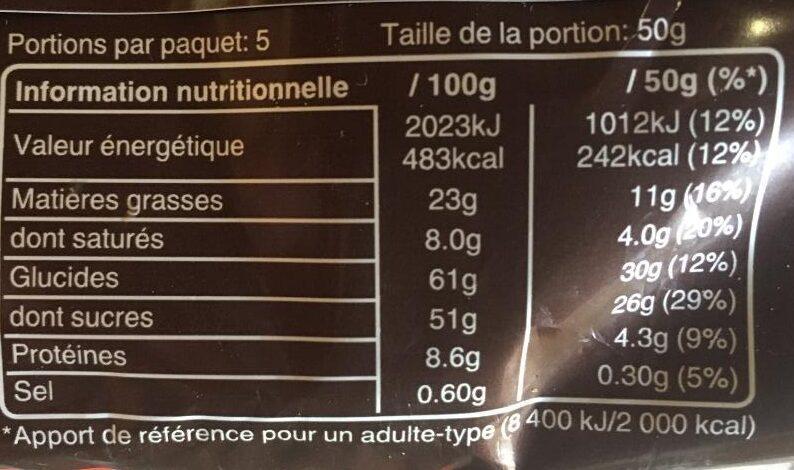 Portions par paquet: 5 Taille de la portion: 50g
Information nutritionnelle / 100g / 50g (%*)
Valeur énergétique 2023kJ 1012kJ (12%)
483kcal 242kcal (12%)
Matières grasses 23g 11g (16%)
dont saturés 8.0g 4.0g (20%)
Glucides 61g 30g (12%)
dont sucres 51g 26g (29%)
Protéines 8.6g 4.3g (9%)
Sel 0.60g 0.30g (5%)
*Apport de référence pour un adulte-type (8 400 kJ/2 000 kcal)